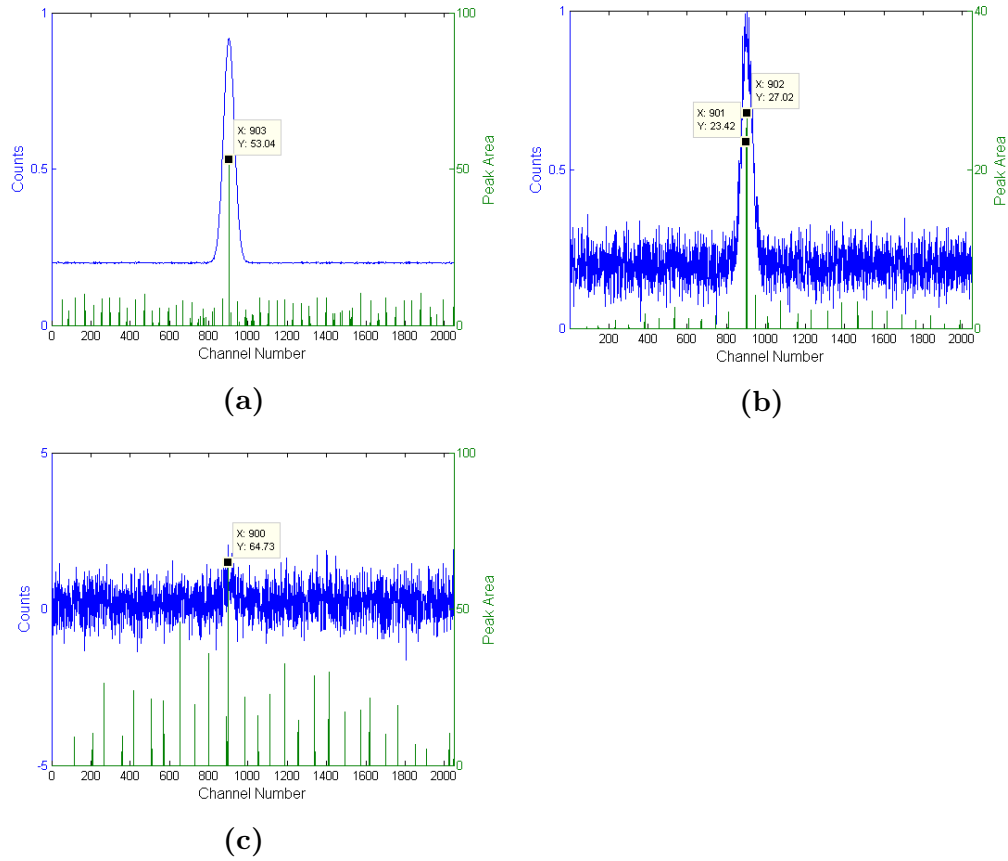 1
100
X: 903
Y: 53.04
0.5
50
Counts
Peak Area
0
0
0 200 400 600 800 1000 1200 1400 1600 1800 2000
Channel Number
(a)
1
40
X: 902
Y: 27.02
X: 901
Y: 23.42
0.5
20
Counts
Peak Area
0
0
200 400 600 800 1000 1200 1400 1600 1800 2000
Channel Number
(b)
5
100
X: 900
Y: 64.73
0
50
Counts
Peak Area
-5
0
0 200 400 600 800 1000 1200 1400 1600 1800 2000
Channel Number
(c)